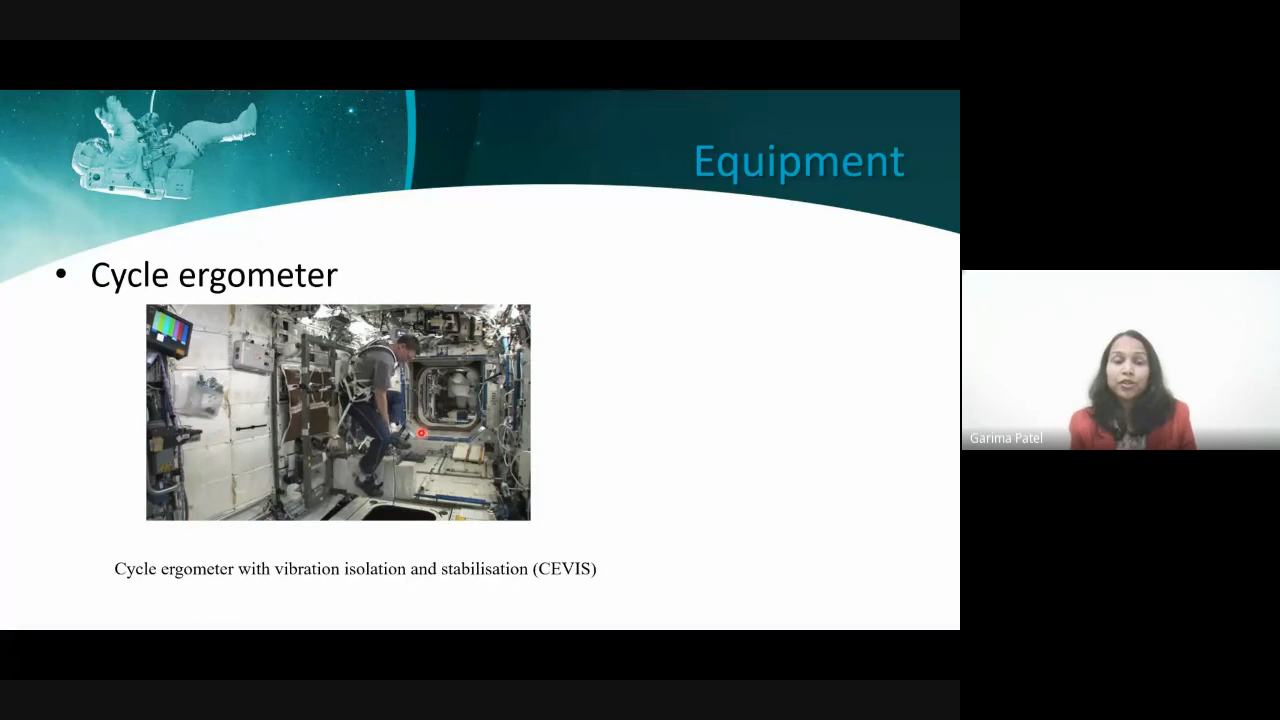 Equipment
• Cycle ergometer
Cycle ergometer with vibration isolation and stabilisation (CEVIS)
Garima Patel